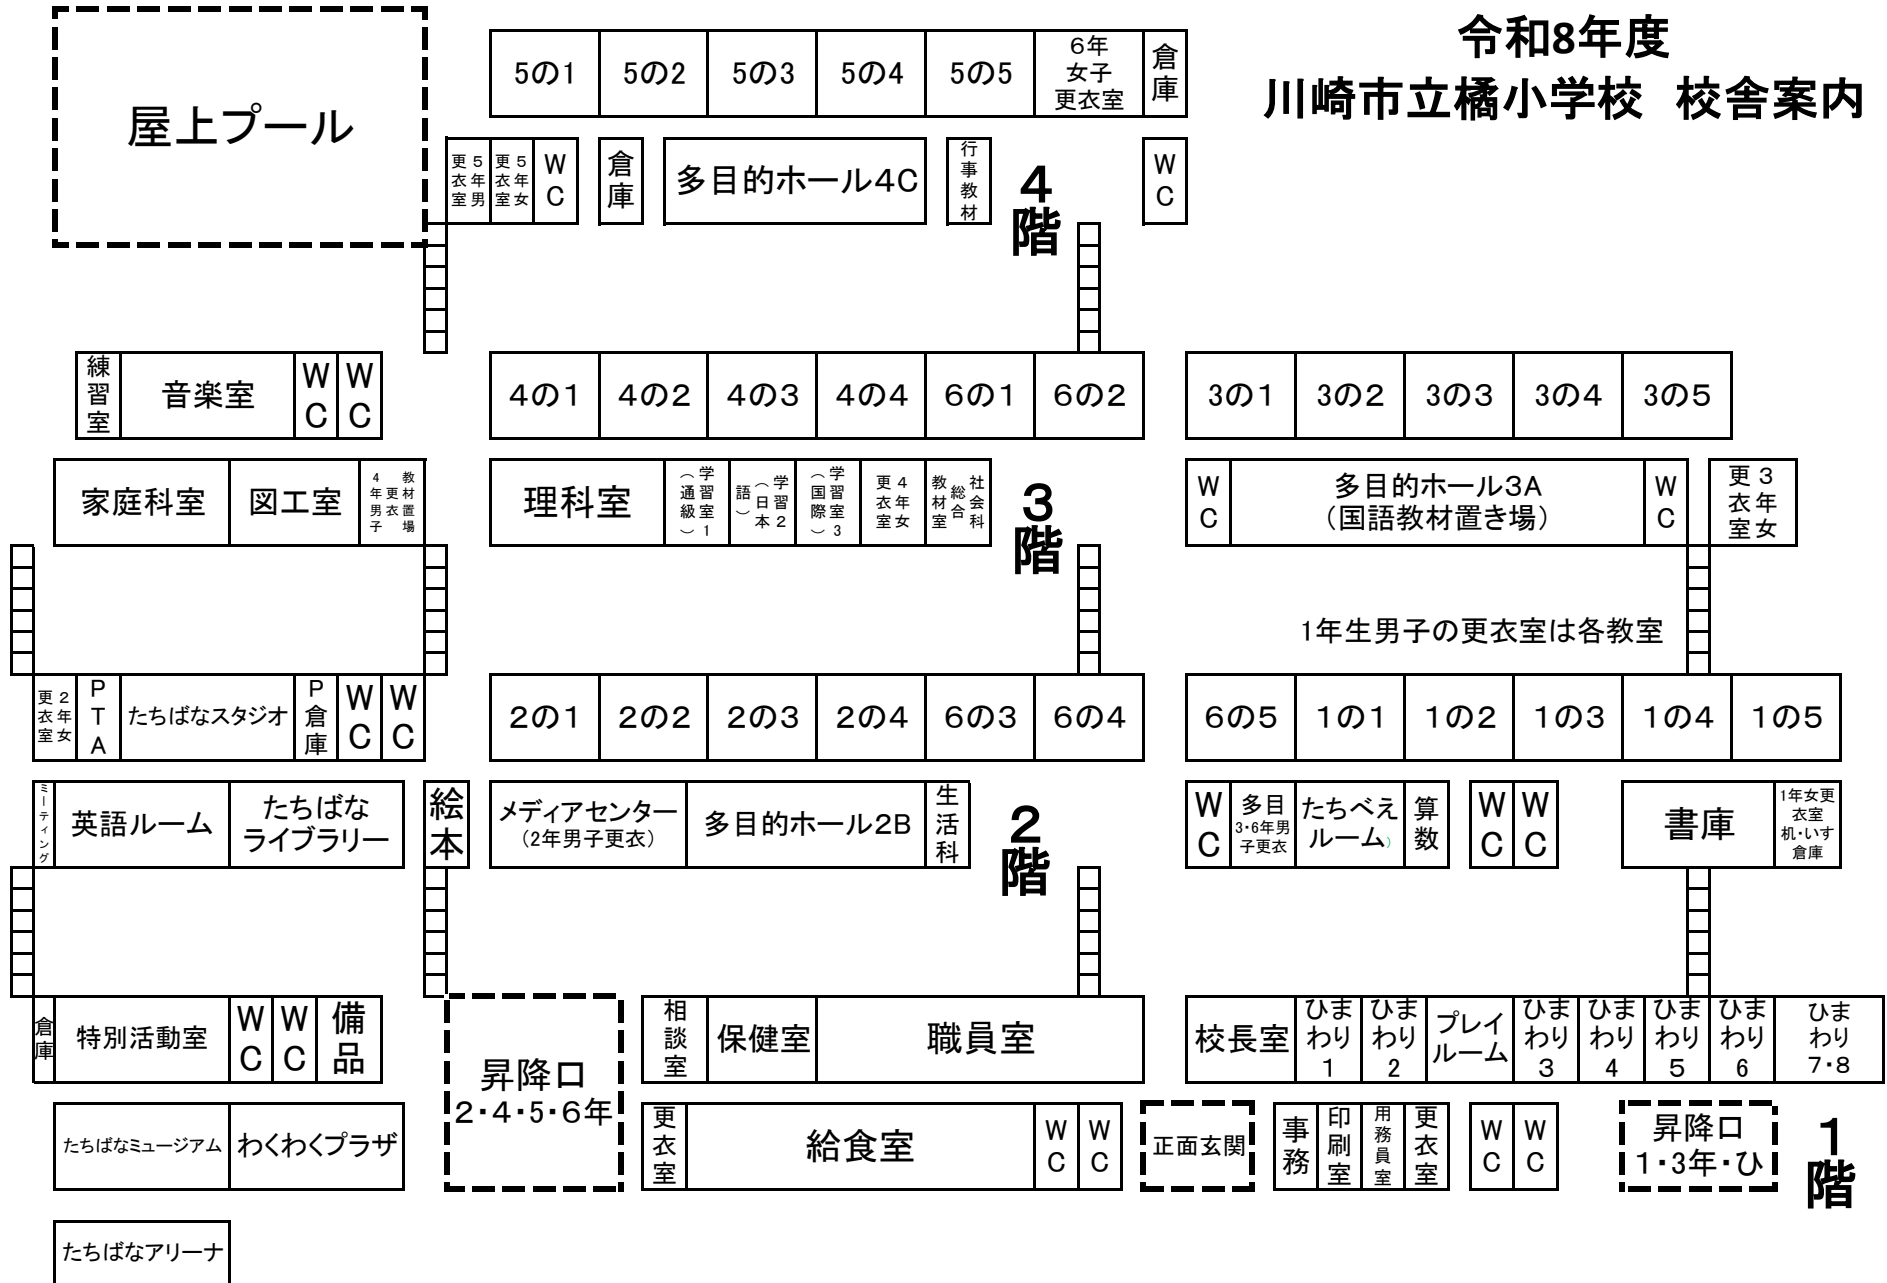 令和8年度
川崎市立橘小学校　校舎案内
屋上プール
5の1
5の2
5の3
5の4
5の5
6年
女子
更衣室
倉庫
5年男
更衣室
5年女
更衣室
WC
倉庫
多目的ホール4C
行事教材
WC
4階
練習室
音楽室
WC
WC
4の1
4の2
4の3
4の4
6の1
6の2
3の1
3の2
3の3
3の4
3の5
家庭科室
図工室
教材置場
更衣
4年男子
理科室
学習室1
（通級）
学習2
（日本
語）
学習室3
（国際）
4年女
更衣室
社会科
総合
教材室
WC
多目的ホール3A
（国語教材置き場）
WC
3年女
更衣室
3階
1年生男子の更衣室は各教室
2年女
更衣室
PTA
たちばなスタジオ
P倉庫
WC
WC
2の1
2の2
2の3
2の4
6の3
6の4
6の5
1の1
1の2
1の3
1の4
1の5
ミーティング
英語ルーム
たちばな
ライブラリー
絵本
メディアセンター
（2年男子更衣）
多目的ホール2B
生活科
2階
WC
多目
3・6年男
子更衣
たちべえ
ルーム）
算数
WC
WC
書庫
1年女更
衣室
机・いす
倉庫
倉庫
特別活動室
WC
WC
備品
昇降口
2・4・5・6年
相談室
保健室
職員室
校長室
ひま
わり
1
ひま
わり
2
プレイ
ルーム
ひま
わり
3
ひま
わり
4
ひま
わり
5
ひま
わり
6
ひま
わり
7・8
たちばなミュージアム
わくわくプラザ
更衣室
給食室
WC
WC
正面玄関
事務
印刷室
用務員室
更衣室
WC
WC
昇降口
1・3年・ひ
1階
たちばなアリーナ